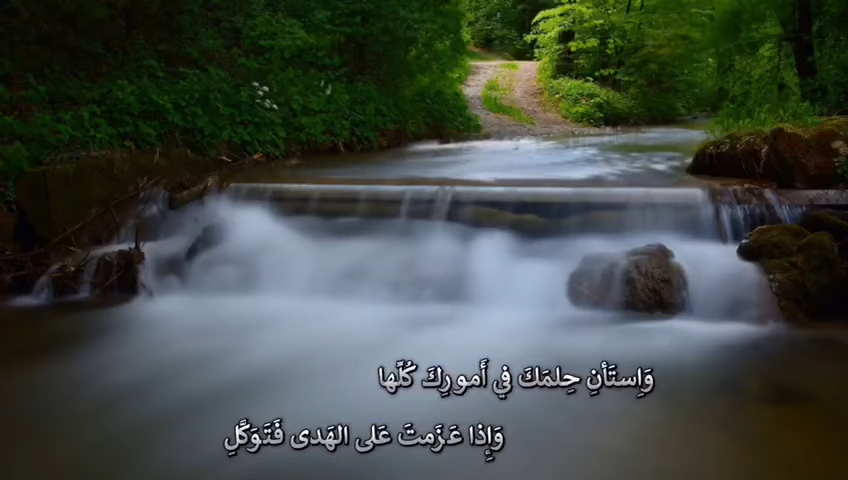 وَاِستَأنِ حِلمَكَ في أَمورِكَ كُلِّها
وَإِذا عَزَمتَ عَلى الهَدى فَتَوَكَّلِ